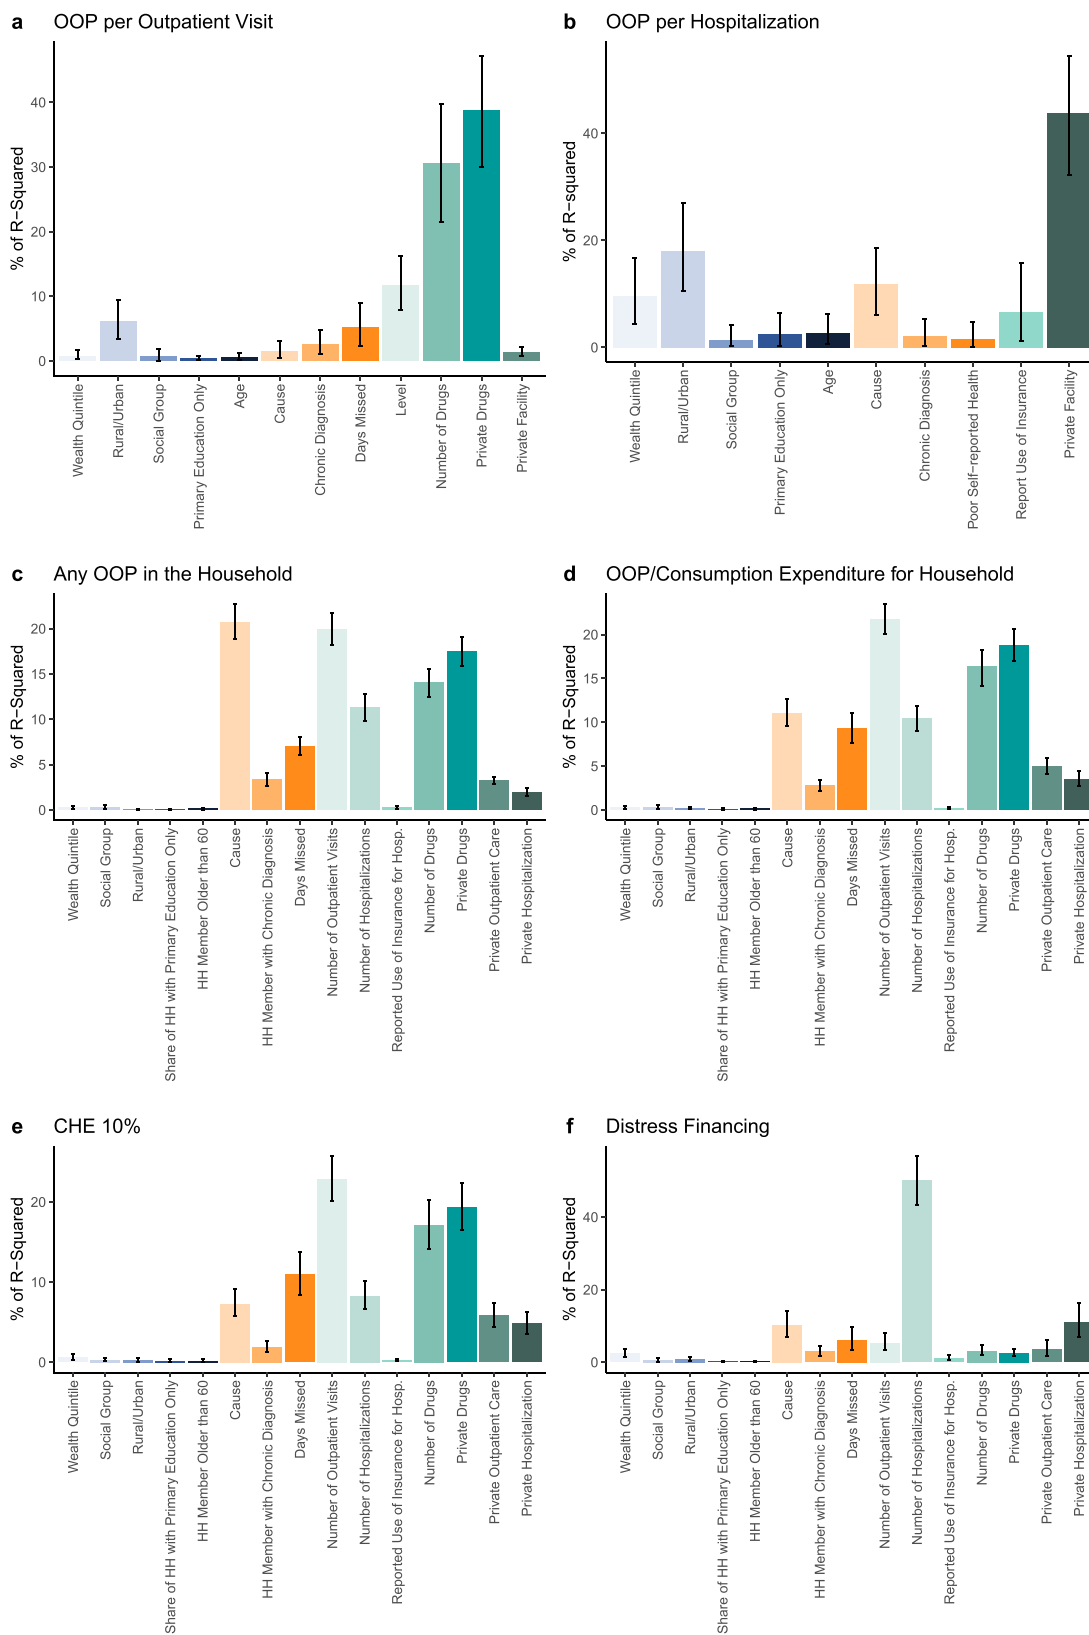 a OOP per Outpatient Visit
% of R−Squared
40
30
20
10
0
Wealth Quintile
Rural/Urban
Social Group
Primary Education Only
Age
Cause
Chronic Diagnosis
Days Missed
Level
Number of Drugs
Private Drugs
Private Facility
b OOP per Hospitalization
% of R−squared
40
20
0
Wealth Quintile
Rural/Urban
Social Group
Primary Education Only
Age
Cause
Chronic Diagnosis
Poor Self−reported Health
Report Use of Insurance
Private Facility
c Any OOP in the Household
% of R−Squared
20
15
10
5
0
Wealth Quintile
Social Group
Rural/Urban
Share of HH with Primary Education Only
HH Member Older than 60
Cause
HH Member with Chronic Diagnosis
Days Missed
Number of Outpatient Visits
Number of Hospitalizations
Reported Use of Insurance for Hosp.
Number of Drugs
Private Drugs
Private Outpatient Care
Private Hospitalization
d OOP/Consumption Expenditure for Household
% of R−Squared
20
15
10
5
0
Wealth Quintile
Social Group
Rural/Urban
Share of HH with Primary Education Only
HH Member Older than 60
Cause
HH Member with Chronic Diagnosis
Days Missed
Number of Outpatient Visits
Number of Hospitalizations
Reported Use of Insurance for Hosp.
Number of Drugs
Private Drugs
Private Outpatient Care
Private Hospitalization
e CHE 10%
% of R−Squared
20
10
0
Wealth Quintile
Social Group
Rural/Urban
Share of HH with Primary Education Only
HH Member Older than 60
Cause
HH Member with Chronic Diagnosis
Days Missed
Number of Outpatient Visits
Number of Hospitalizations
Reported Use of Insurance for Hosp.
Number of Drugs
Private Drugs
Private Outpatient Care
Private Hospitalization
f Distress Financing
% of R−Squared
40
20
0
Wealth Quintile
Social Group
Rural/Urban
Share of HH with Primary Education Only
HH Member Older than 60
Cause
HH Member with Chronic Diagnosis
Days Missed
Number of Outpatient Visits
Number of Hospitalizations
Reported Use of Insurance for Hosp.
Number of Drugs
Private Drugs
Private Outpatient Care
Private Hospitalization